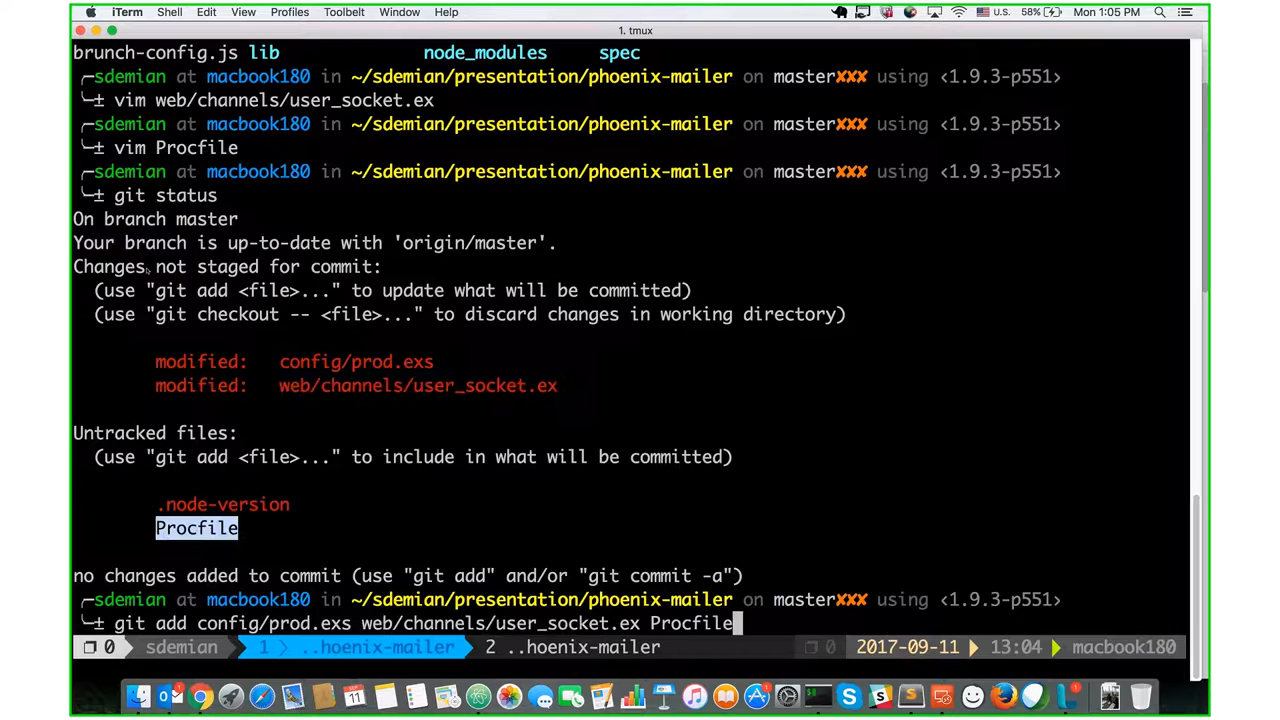 iTerm Shell Edit View Profiles Toolbelt Window Help U.S. 58% Mon 1:05 PM
1. tmux
brunch-config.js lib node_modules spec
╭─sdemian at macbook180 in ~/sdemian/presentation/phoenix-mailer on master✘✘✘ using ‹1.9.3-p551›
╰─± vim web/channels/user_socket.ex
╭─sdemian at macbook180 in ~/sdemian/presentation/phoenix-mailer on master✘✘✘ using ‹1.9.3-p551›
╰─± vim Procfile
╭─sdemian at macbook180 in ~/sdemian/presentation/phoenix-mailer on master✘✘✘ using ‹1.9.3-p551›
╰─± git status
On branch master
Your branch is up-to-date with 'origin/master'.
Changes not staged for commit:
(use "git add <file>..." to update what will be committed)
(use "git checkout -- <file>..." to discard changes in working directory)
modified: config/prod.exs
modified: web/channels/user_socket.ex
Untracked files:
(use "git add <file>..." to include in what will be committed)
.node-version
Procfile
no changes added to commit (use "git add" and/or "git commit -a")
╭─sdemian at macbook180 in ~/sdemian/presentation/phoenix-mailer on master✘✘✘ using ‹1.9.3-p551›
╰─± git add config/prod.exs web/channels/user_socket.ex Procfile
❐ 0 sdemian 1 ..hoenix-mailer 2 ..hoenix-mailer ❐ 0 2017-09-11 13:04 macbook180